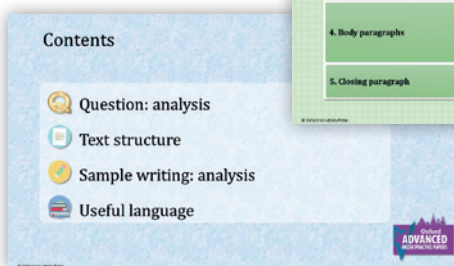 4. Body paragraphs
5. Closing paragraph
Contents
Question: analysis
Text structure
Sample writing: analysis
Useful language
Oxford
ADVANCED